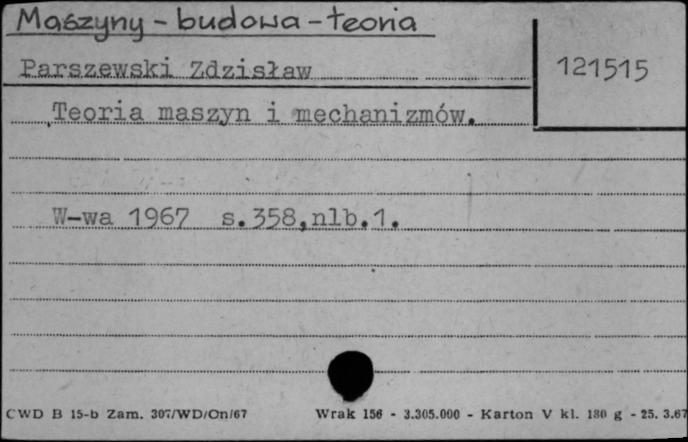 Maszyny - budowa - teoria
Parszewski Zdzisław
121515
Teoria maszyn i mechanizmów.
W-wa 1967 s.358,nlb.1.
CWD B 15-b Zam. 307/WD/On/67 Wrak 156 - 3.305.000 - Karton V kl. 180 g - 25. 3.67